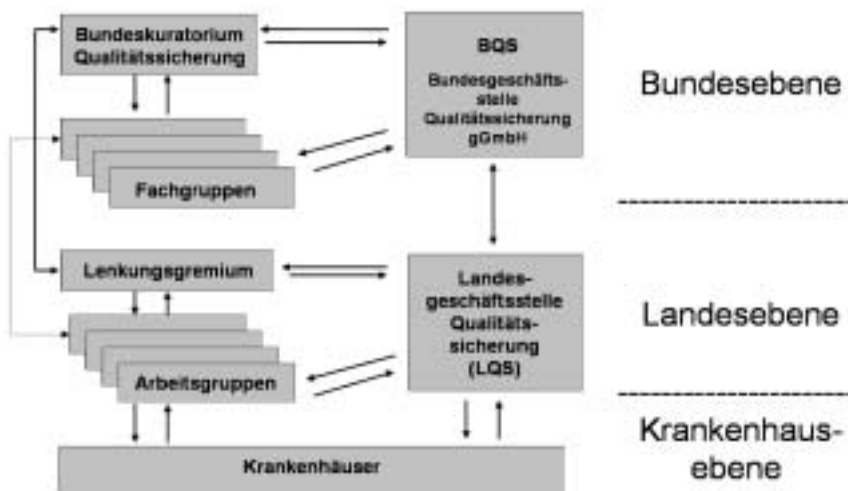 Bundeskuratorium
Qualitätssicherung
BQS
Bundesgeschäfts-
stelle
Qualitätssicherung
gGmbH
Bundesebene
Fachgruppen
Lenkungsgremium
Landes-
geschäftsstelle
Qualitäts-
sicherung
(LQS)
Landesebene
Arbeitsgruppen
Krankenhäuser
Krankenhaus-
ebene